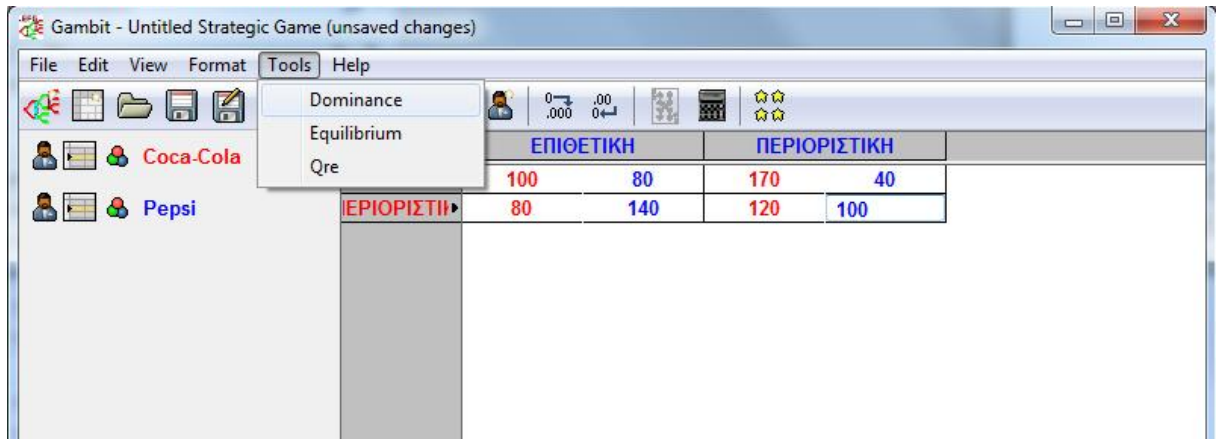 Gambit - Untitled Strategic Game (unsaved changes)
File Edit View Format Tools Help
Dominance
Equilibrium
Qre
Coca-Cola
ΕΠΙΘΕΤΙΚΗ ΠΕΡΙΟΡΙΣΤΙΚΗ
100 80 170 40
Pepsi
ΙΕΡΙΟΡΙΣΤΙΚ 80 140 120 100